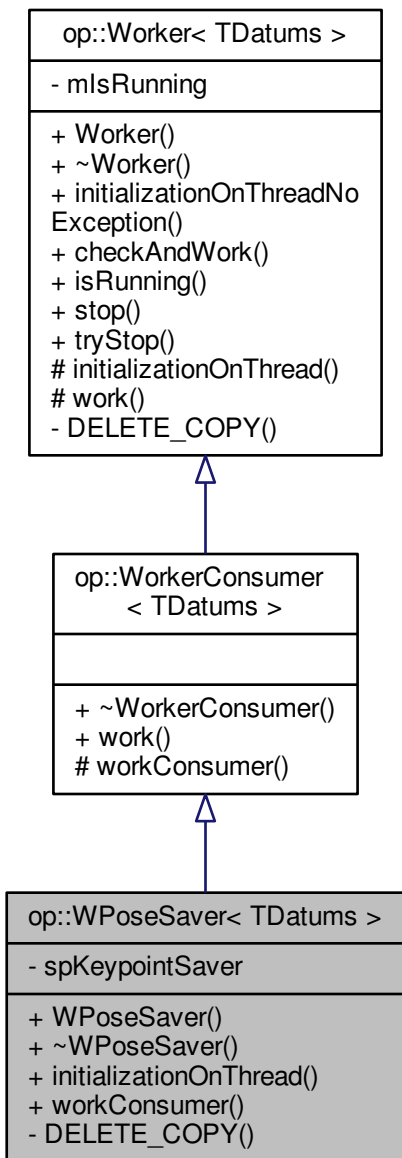 op::Worker< TDatums >
- mIsRunning
+ Worker()
+ ~Worker()
+ initializationOnThreadNo
Exception()
+ checkAndWork()
+ isRunning()
+ stop()
+ tryStop()
# initializationOnThread()
# work()
- DELETE_COPY()
op::WorkerConsumer
< TDatums >
+ ~WorkerConsumer()
+ work()
# workConsumer()
op::WPoseSaver< TDatums >
- spKeypointSaver
+ WPoseSaver()
+ ~WPoseSaver()
+ initializationOnThread()
+ workConsumer()
- DELETE_COPY()